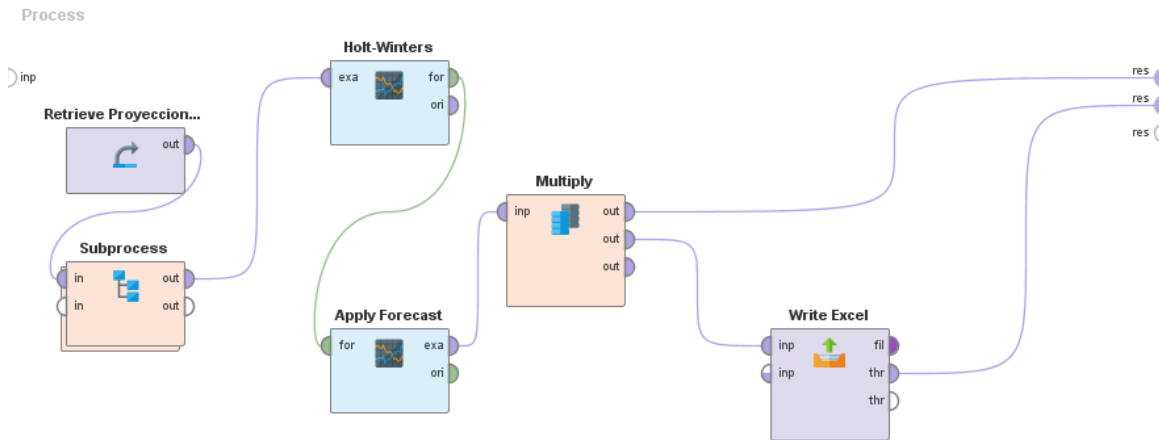 Process
inp
Retrieve Proyeccion...
out
Subprocess
in out
in out
Holt-Winters
exa for
ori
Apply Forecast
for exa
ori
Multiply
inp out
out
out
Write Excel
inp fil
inp thr
thr
res
res
res